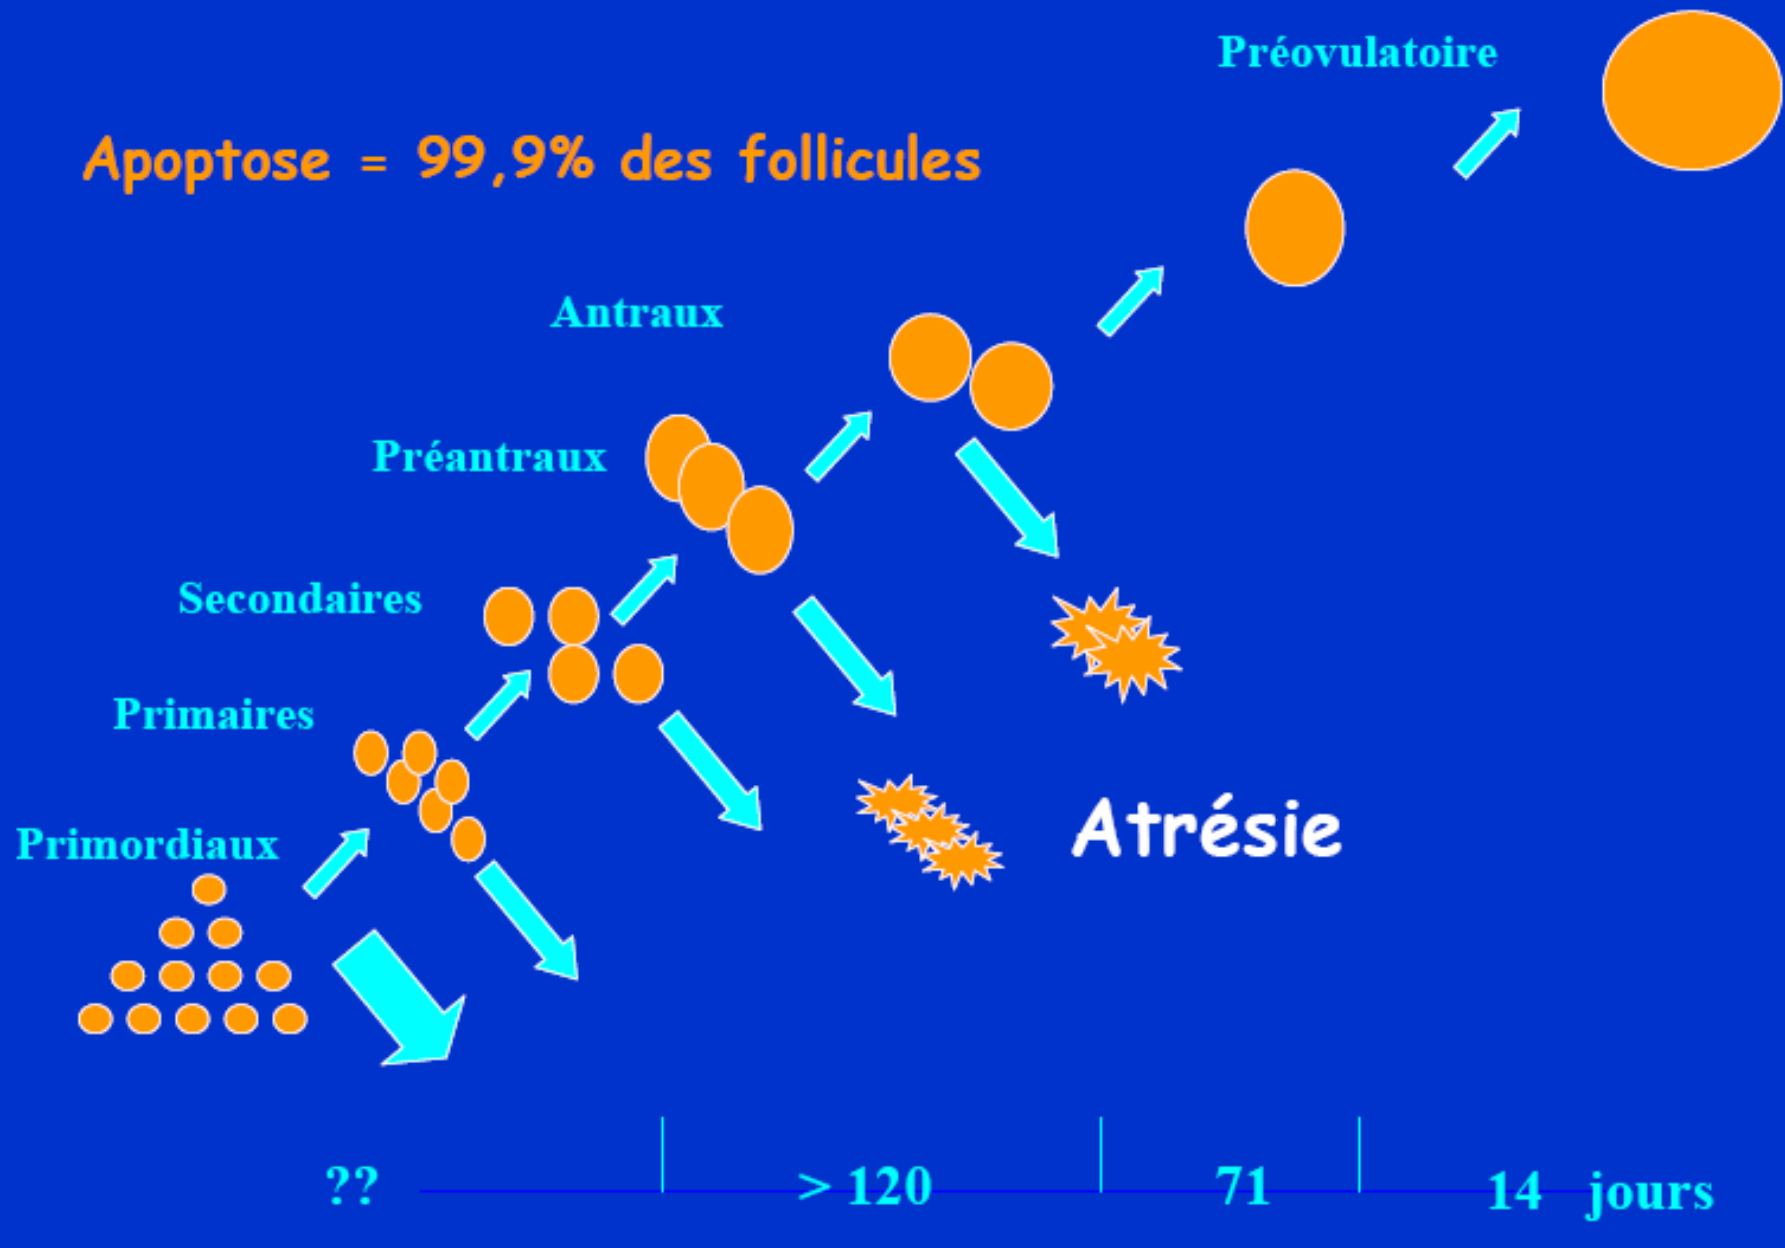 Préovulatoire
Apoptose = 99,9% des follicules
Antraux
Préantraux
Secondaires
Primaires
Atrésie
Primordiaux
?? > 120 71 14 jours